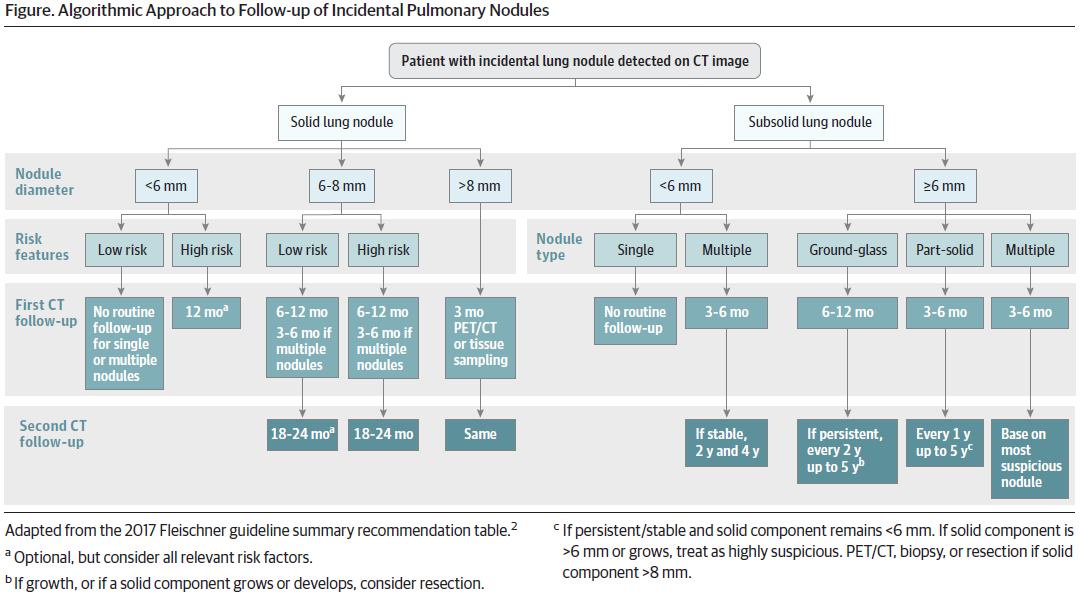 Figure. Algorithmic Approach to Follow-up of Incidental Pulmonary Nodules
Patient with incidental lung nodule detected on CT image
Solid lung nodule
Subsolid lung nodule
Nodule
diameter
<6 mm
6-8 mm
>8 mm
<6 mm
≥6 mm
Risk
features
Low risk
High risk
Low risk
High risk
Nodule
type
Single
Multiple
Ground-glass
Part-solid
Multiple
First CT
follow-up
No routine
follow-up
for single
or multiple
nodules
12 moa
6-12 mo
3-6 mo if
multiple
nodules
6-12 mo
3-6 mo if
multiple
nodules
3 mo
PET/CT
or tissue
sampling
No routine
follow-up
3-6 mo
6-12 mo
3-6 mo
3-6 mo
Second CT
follow-up
18-24 moa
18-24 mo
Same
If stable,
2 y and 4 y
If persistent,
every 2 y
up to 5 yb
Every 1 y
up to 5 yc
Base on
most
suspicious
nodule
Adapted from the 2017 Fleischner guideline summary recommendation table.2
a Optional, but consider all relevant risk factors.
b If growth, or if a solid component grows or develops, consider resection.
c If persistent/stable and solid component remains <6 mm. If solid component is
>6 mm or grows, treat as highly suspicious. PET/CT, biopsy, or resection if solid
component >8 mm.